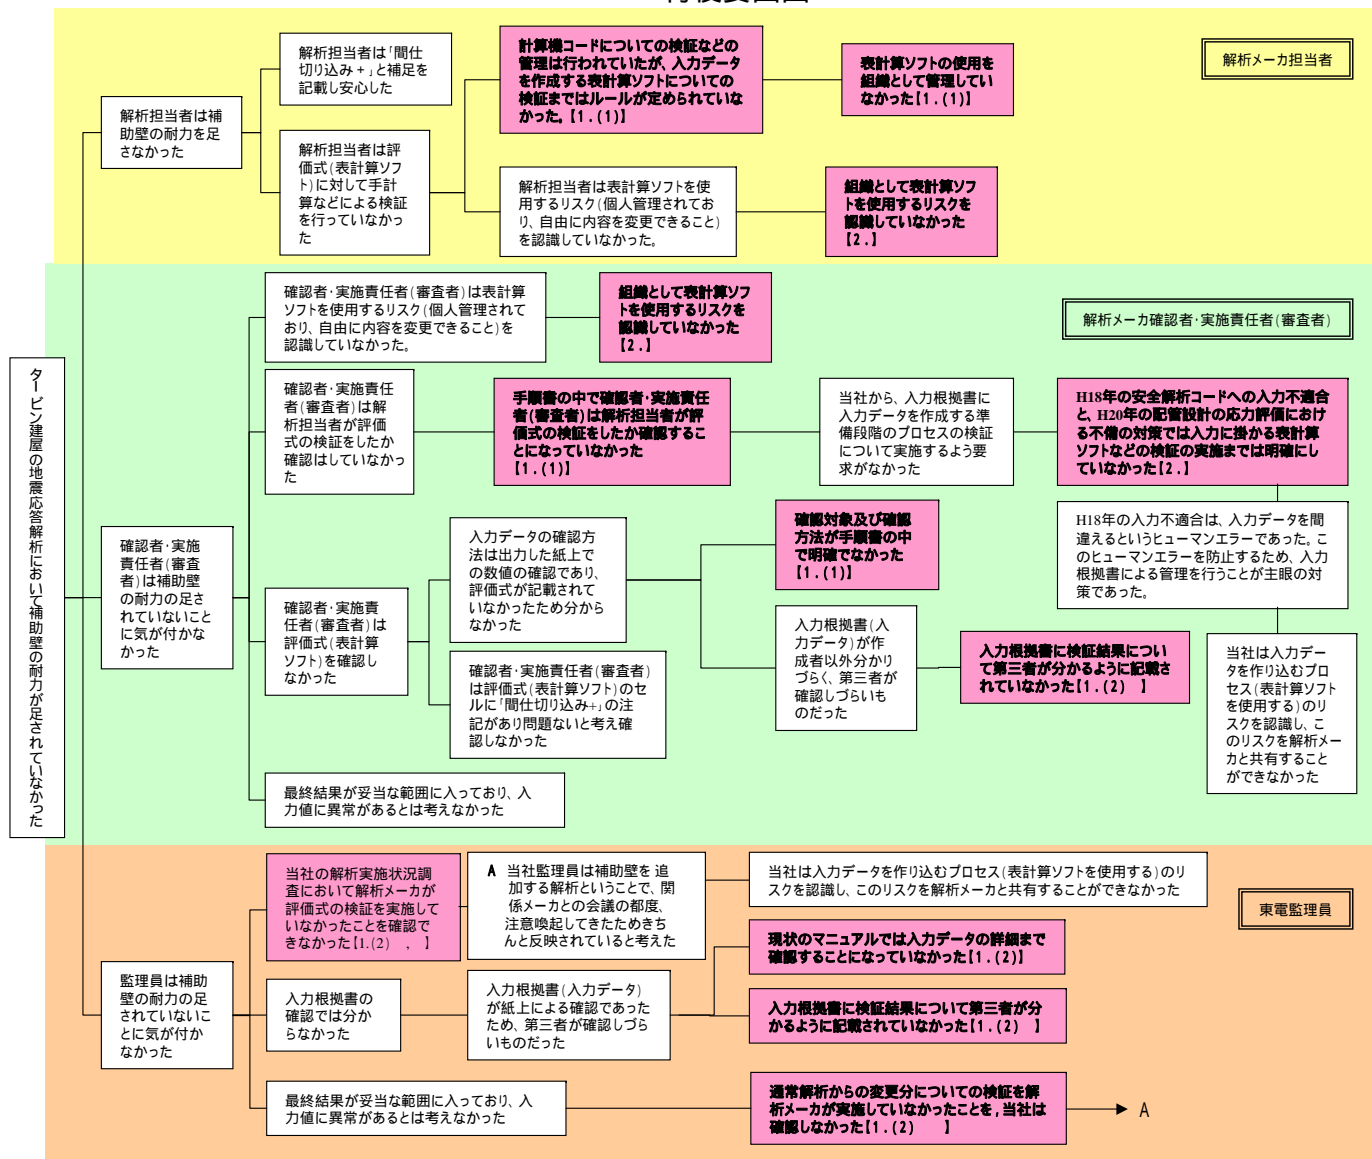 解析メーカ担当者
解析担当者は補
助壁の耐力を足
さなかった
解析担当者は「間仕
切り込み+」と補足を
記載し安心した
解析担当者は評
価式(表計算ソフ
ト)に対して手計
算などによる検証
を行っていなかっ
た
計算機コードについての検証などの
管理は行われていたが、入力データ
を作成する表計算ソフトについての
検証まではルールが定められていな
かった。【1.(1)】
表計算ソフトの使用を
組織として管理してい
なかった【1.(1)】
解析担当者は表計算ソフトを使
用するリスク(個人管理されてお
り、自由に内容を変更できること)
を認識していなかった。
組織として表計算ソフ
トを使用するリスクを
認識していなかった
【2.】
解析メーカ確認者・実施責任者(審査者)
タービン建屋の地震応答解析において補助壁の耐力が足されていなかった
確認者・実施
責任者(審査
者)は補助壁
の耐力の足さ
れていないこと
に気が付かな
かった
確認者・実施責任者(審査者)は表計算
ソフトを使用するリスク(個人管理されて
おり、自由に内容を変更できること)を
認識していなかった。
組織として表計算ソフ
トを使用するリスクを
認識していなかった
【2.】
確認者・実施責任
者(審査者)は解
析担当者が評価
式の検証をしたか
確認はしていなかっ
た
手順書の中で確認者・実施責任
者(審査者)は解析担当者が評
価式の検証をしたか確認するこ
とになっていなかった
【1.(1)】
当社から、入力根拠書に
入力データを作成する準
備段階のプロセスの検証
について実施するよう要
求がなかった
H18年の安全解析コードへの入力不適合
と、H20年の配管設計の応力評価におけ
る不備の対策では入力に掛かる表計算
ソフトなどの検証の実施までは明確にし
ていなかった【2.】
H18年の入力不適合は、入力データを間
違えるというヒューマンエラーであった。こ
のヒューマンエラーを防止するため、入力
根拠書による管理を行うことが主眼の対
策であった。
当社は入力デー
タを作り込むプロ
セス(表計算ソフト
を使用する)のリ
スクを認識し、こ
のリスクを解析メー
カと共有すること
ができなかった
確認者・実施責
任者(審査者)は
評価式(表計算
ソフト)を確認し
なかった
入力データの確認方
法は出力した紙上で
の数値の確認であり、
評価式が記載されて
いなかったため分から
なかった
確認対象及び確認
方法が手順書の中
で明確でなかった
【1.(1)】
入力根拠書(入
力データ)が作
成者以外分かり
づらく、第三者が
確認しづらいも
のだった
入力根拠書に検証結果につい
て第三者が分かるように記載さ
れていなかった【1.(2) 】
確認者・実施責任者(審査者)
は評価式(表計算ソフト)のセ
ルに「間仕切り込み+」の注
記があり問題ないと考え確
認しなかった
最終結果が妥当な範囲に入っており、入
力値に異常があるとは考えなかった
東電監理員
監理員は補助
壁の耐力の足
されていないこ
とに気が付か
なかった
当社の解析実施状況調
査において解析メーカが
評価式の検証を実施して
いなかったことを確認で
きなかった【1.(2) , 】
A 当社監理員は補助壁を追
加する解析ということで、関
係メーカとの会議の都度、
注意喚起してきたためきち
んと反映されていると考えた
当社は入力データを作り込むプロセス(表計算ソフトを使用する)のリ
スクを認識し、このリスクを解析メーカと共有することができなかった
入力根拠書の
確認では分か
らなかった
入力根拠書(入力データ)
が紙上による確認であった
ため、第三者が確認しづら
いものだった
現状のマニュアルでは入力データの詳細まで
確認することになっていなかった【1.(2)】
入力根拠書に検証結果について第三者が分
かるように記載されていなかった【1.(2) 】
最終結果が妥当な範囲に入っており、入
力値に異常があるとは考えなかった
通常解析からの変更分についての検証を解
析メーカが実施していなかったことを,当社は
確認しなかった【1.(2) 】
A